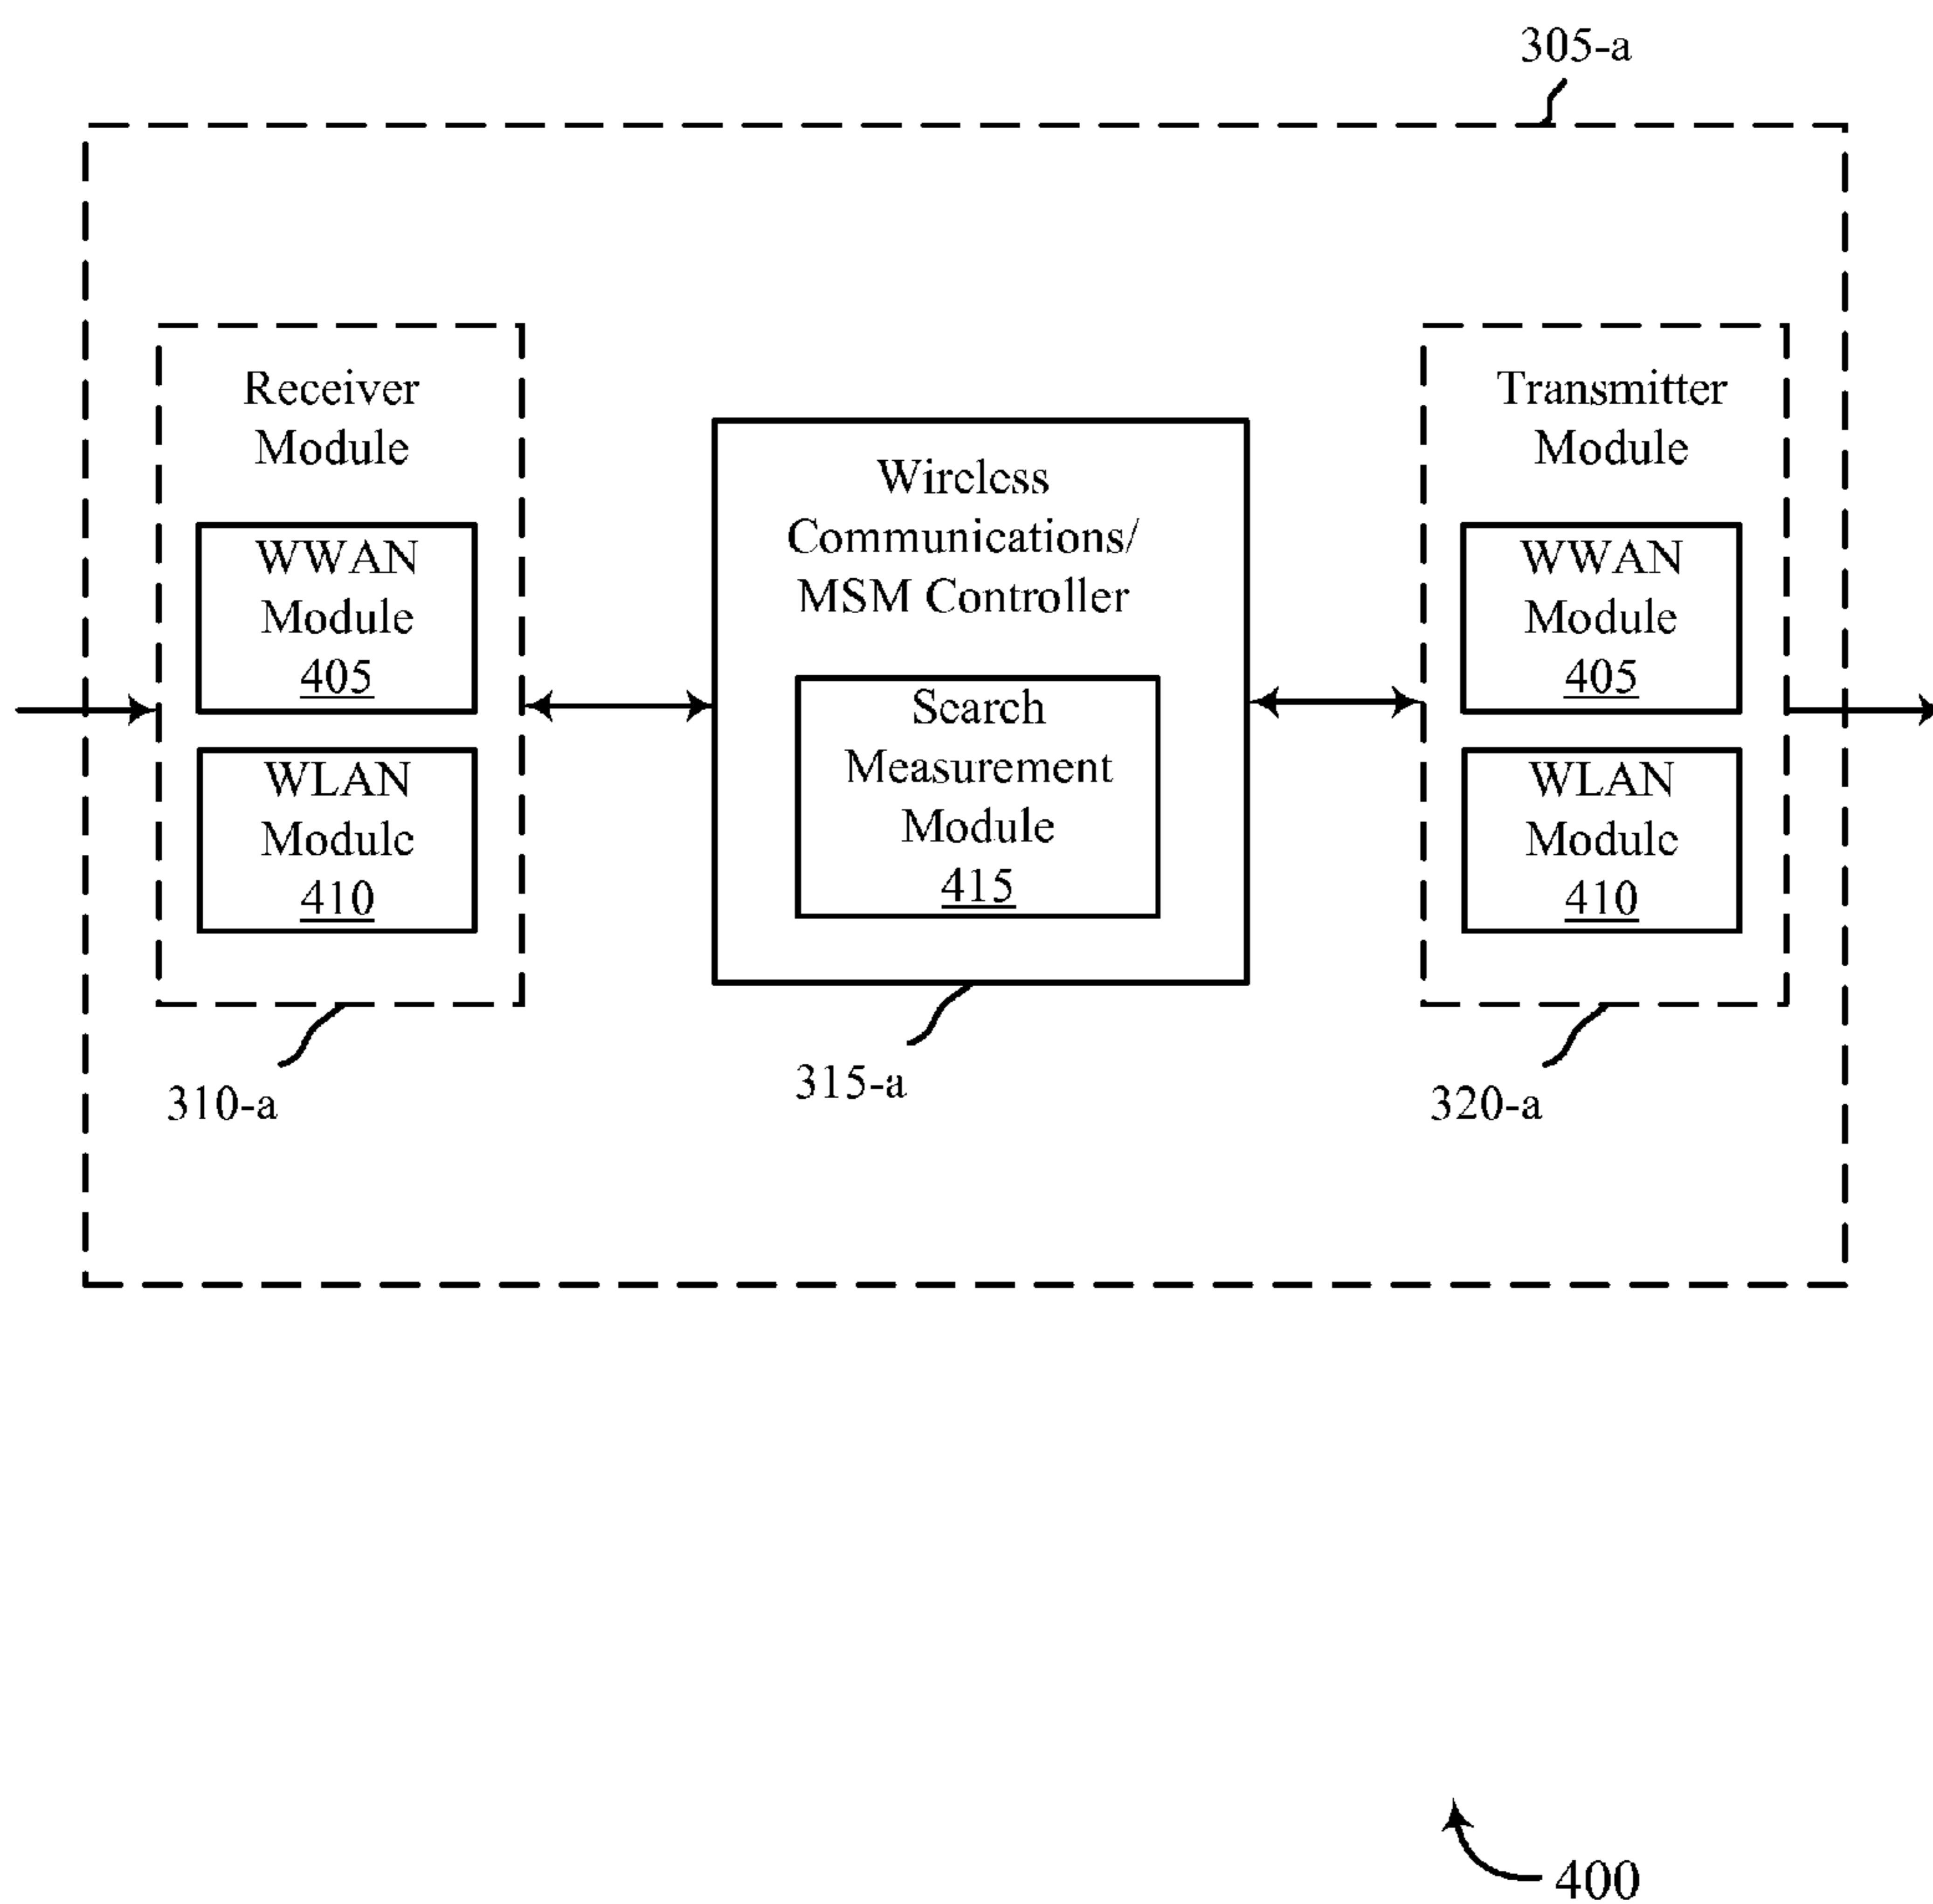 305-a
Receiver
Module
WWAN
Module
405
WLAN
Module
410
310-a
Wireless
Communications/
MSM Controller
Search
Measurement
Module
415
315-a
Transmitter
Module
WWAN
Module
405
WLAN
Module
410
320-a
400